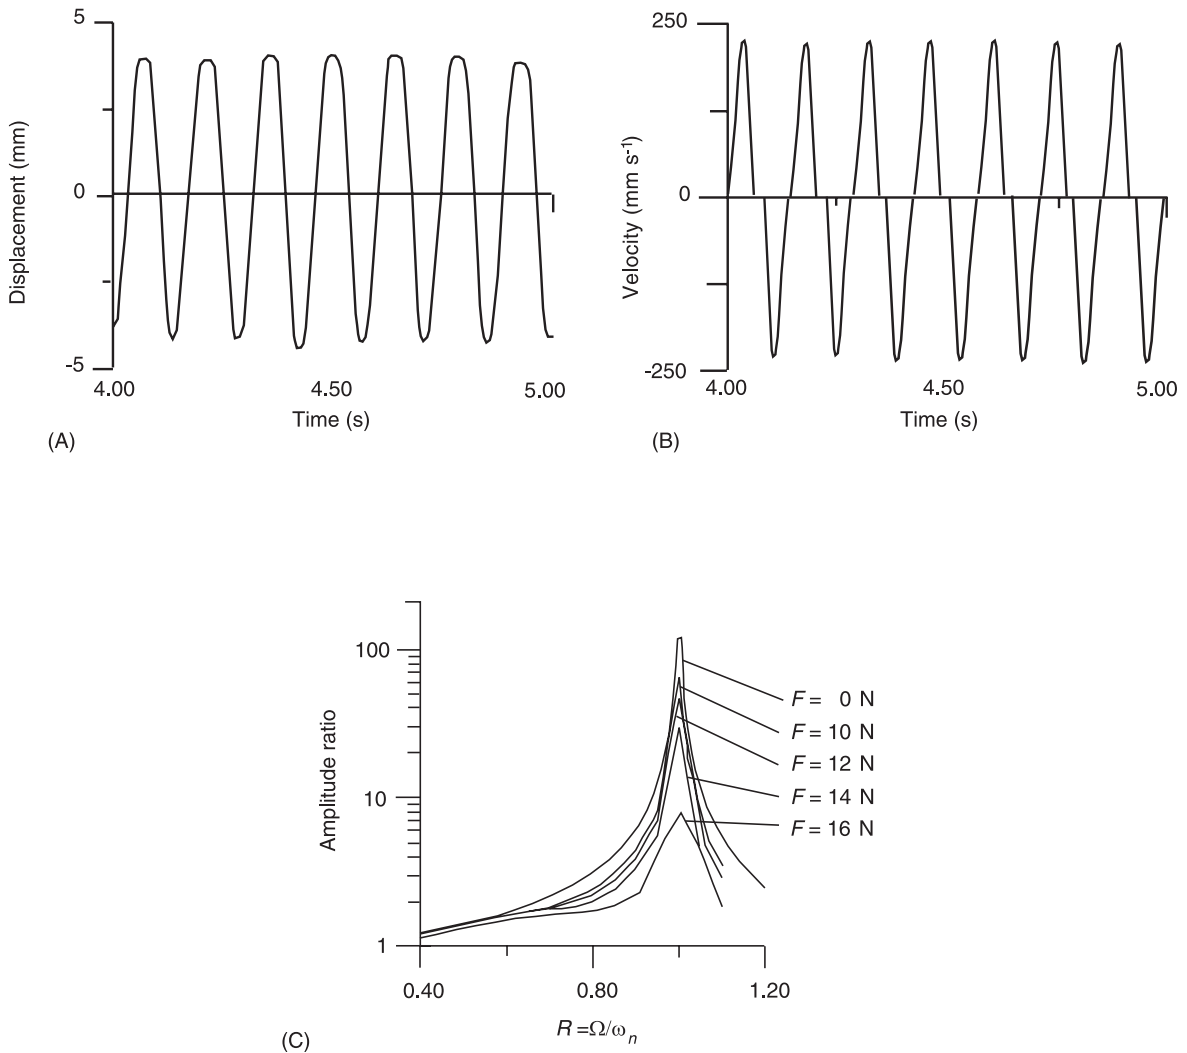 5
0
-5
Displacement (mm)
4.00 4.50 5.00
Time (s)
(A)
250
0
-250
Velocity (mm s⁻¹)
4.00 4.50 5.00
Time (s)
(B)
100
10
1
Amplitude ratio
F = 0 N
F = 10 N
F = 12 N
F = 14 N
F = 16 N
0.40 0.80 1.20
R =Ω/ωₙ
(C)